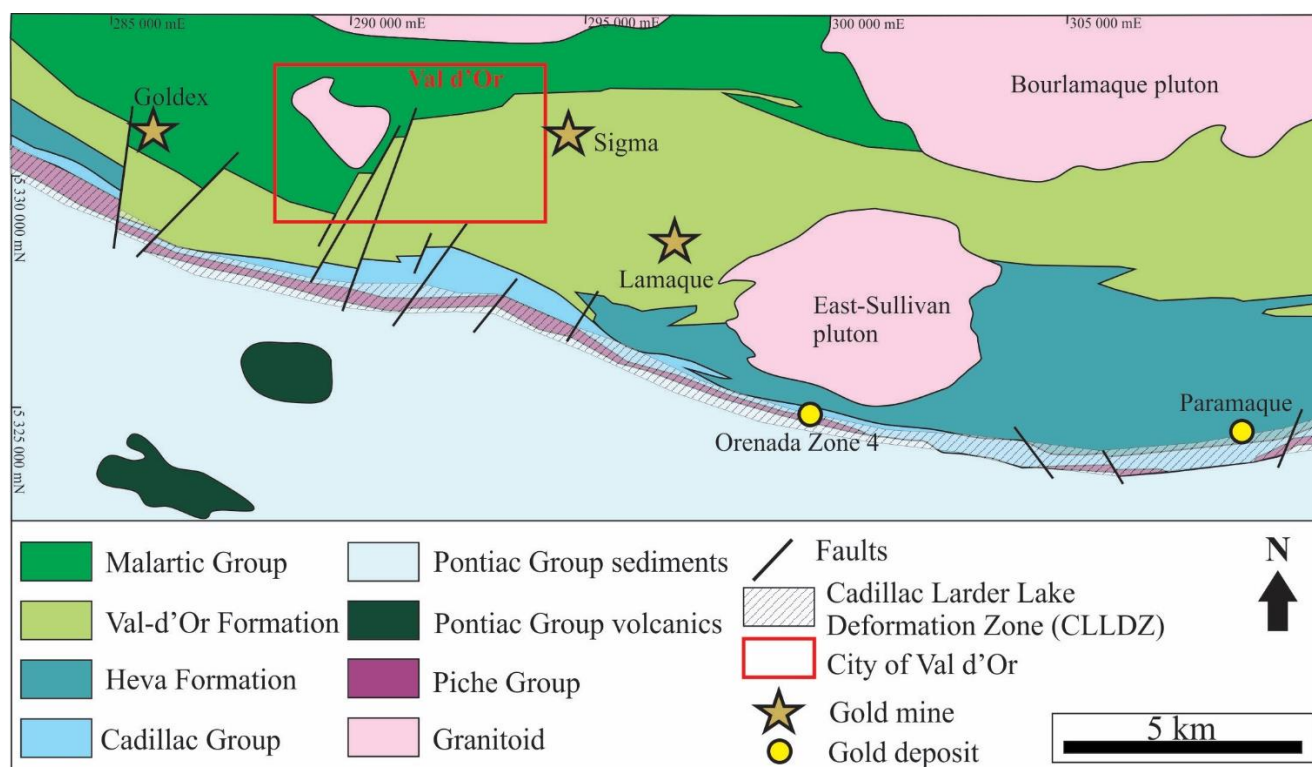 285 000 mE
290 000 mE
295 000 mE
300 000 mE
305 000 mE
Val d'Or
Goldex
Bourlamaque pluton
Sigma
5 330 000 mN
Lamaque
East-Sullivan
pluton
Paramaque
5 325 000 mN
Orenada Zone 4
Malartic Group
Val-d'Or Formation
Heva Formation
Cadillac Group
Pontiac Group sediments
Pontiac Group volcanics
Piche Group
Granitoid
Faults
Cadillac Larder Lake
Deformation Zone (CLLDZ)
City of Val d'Or
Gold mine
Gold deposit
N
5 km